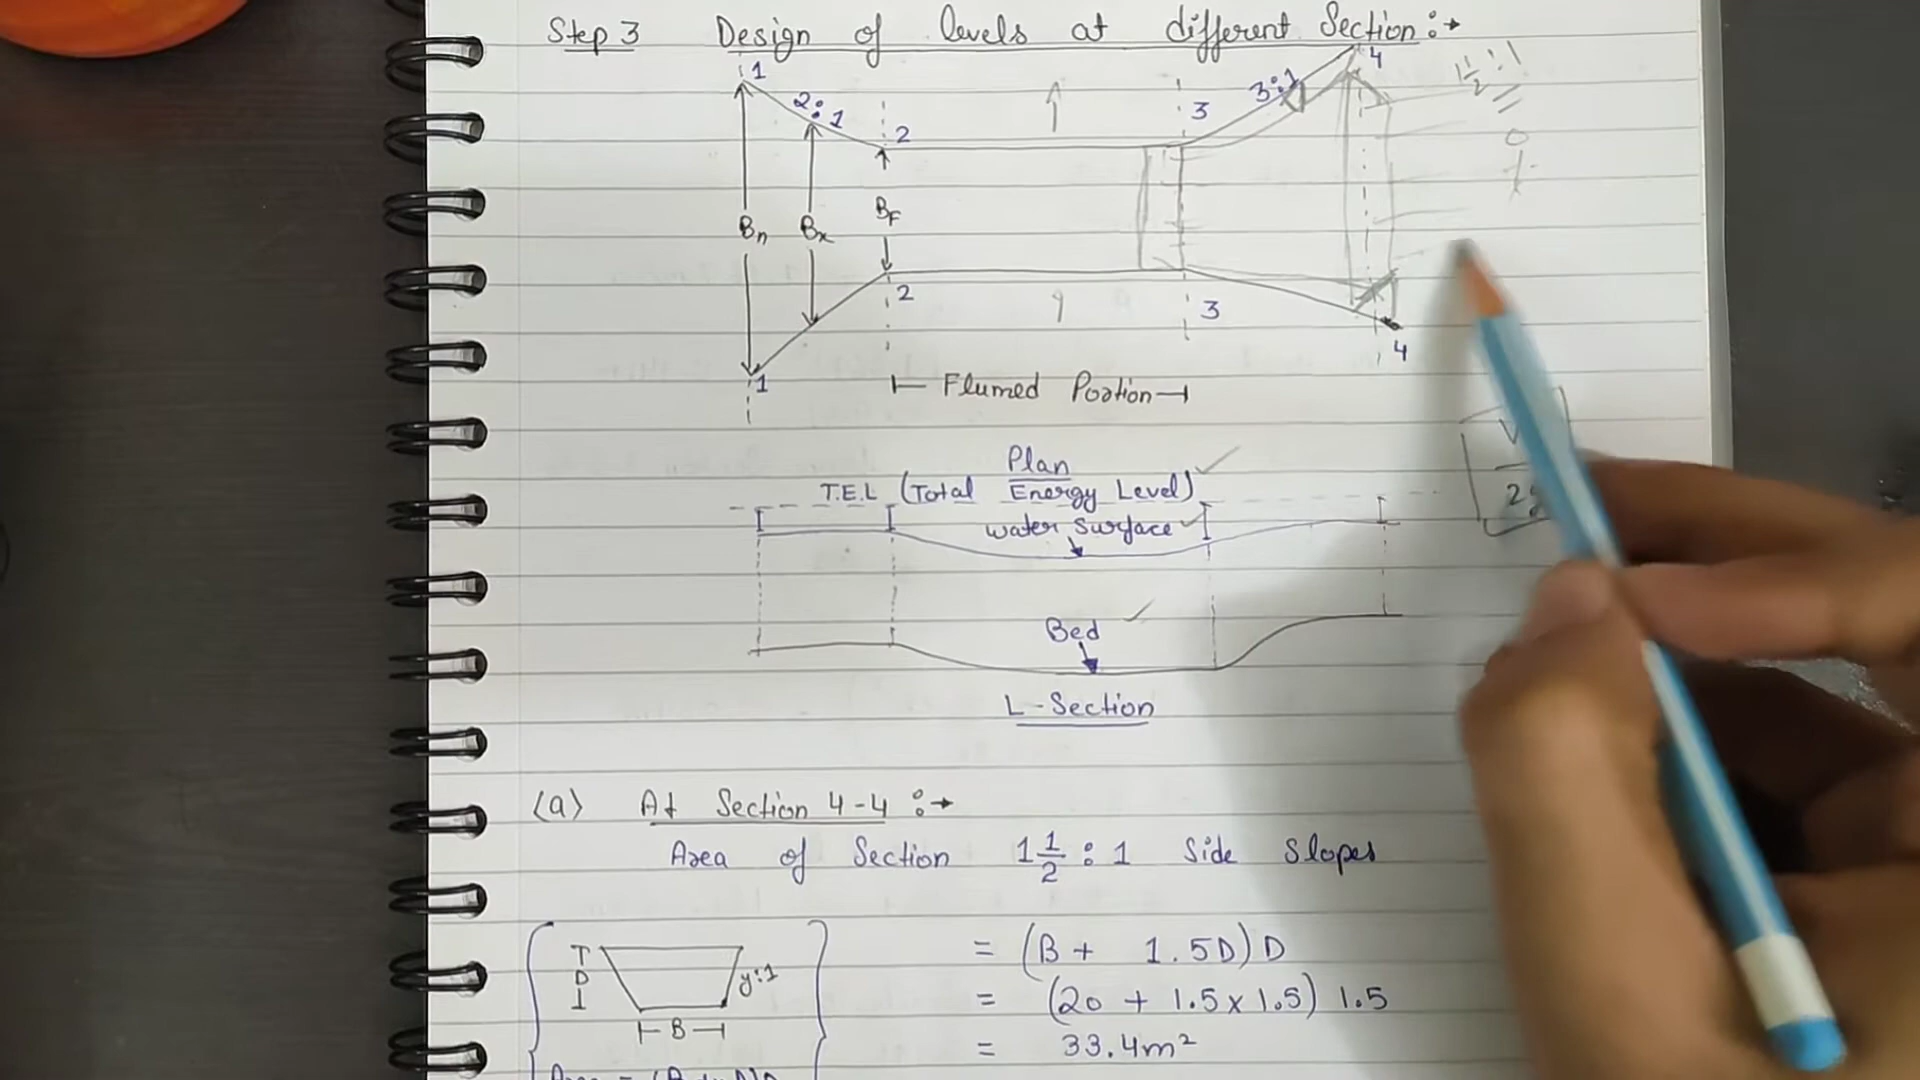 Step 3 Design of levels at different Section :→
1 4
1½ : 1
2:1 3:1
2 3
Bn Bx BF
2 3
1 4
Flumed Portion
Plan
T.E.L (Total Energy Level)
water surface
Bed
L - Section
(a) At Section 4-4 :→
Area of Section 1 1/2 : 1 Side Slopes
T
D y:1
B
= (B + 1.5D) D
= (20 + 1.5 x 1.5) 1.5
= 33.4m²